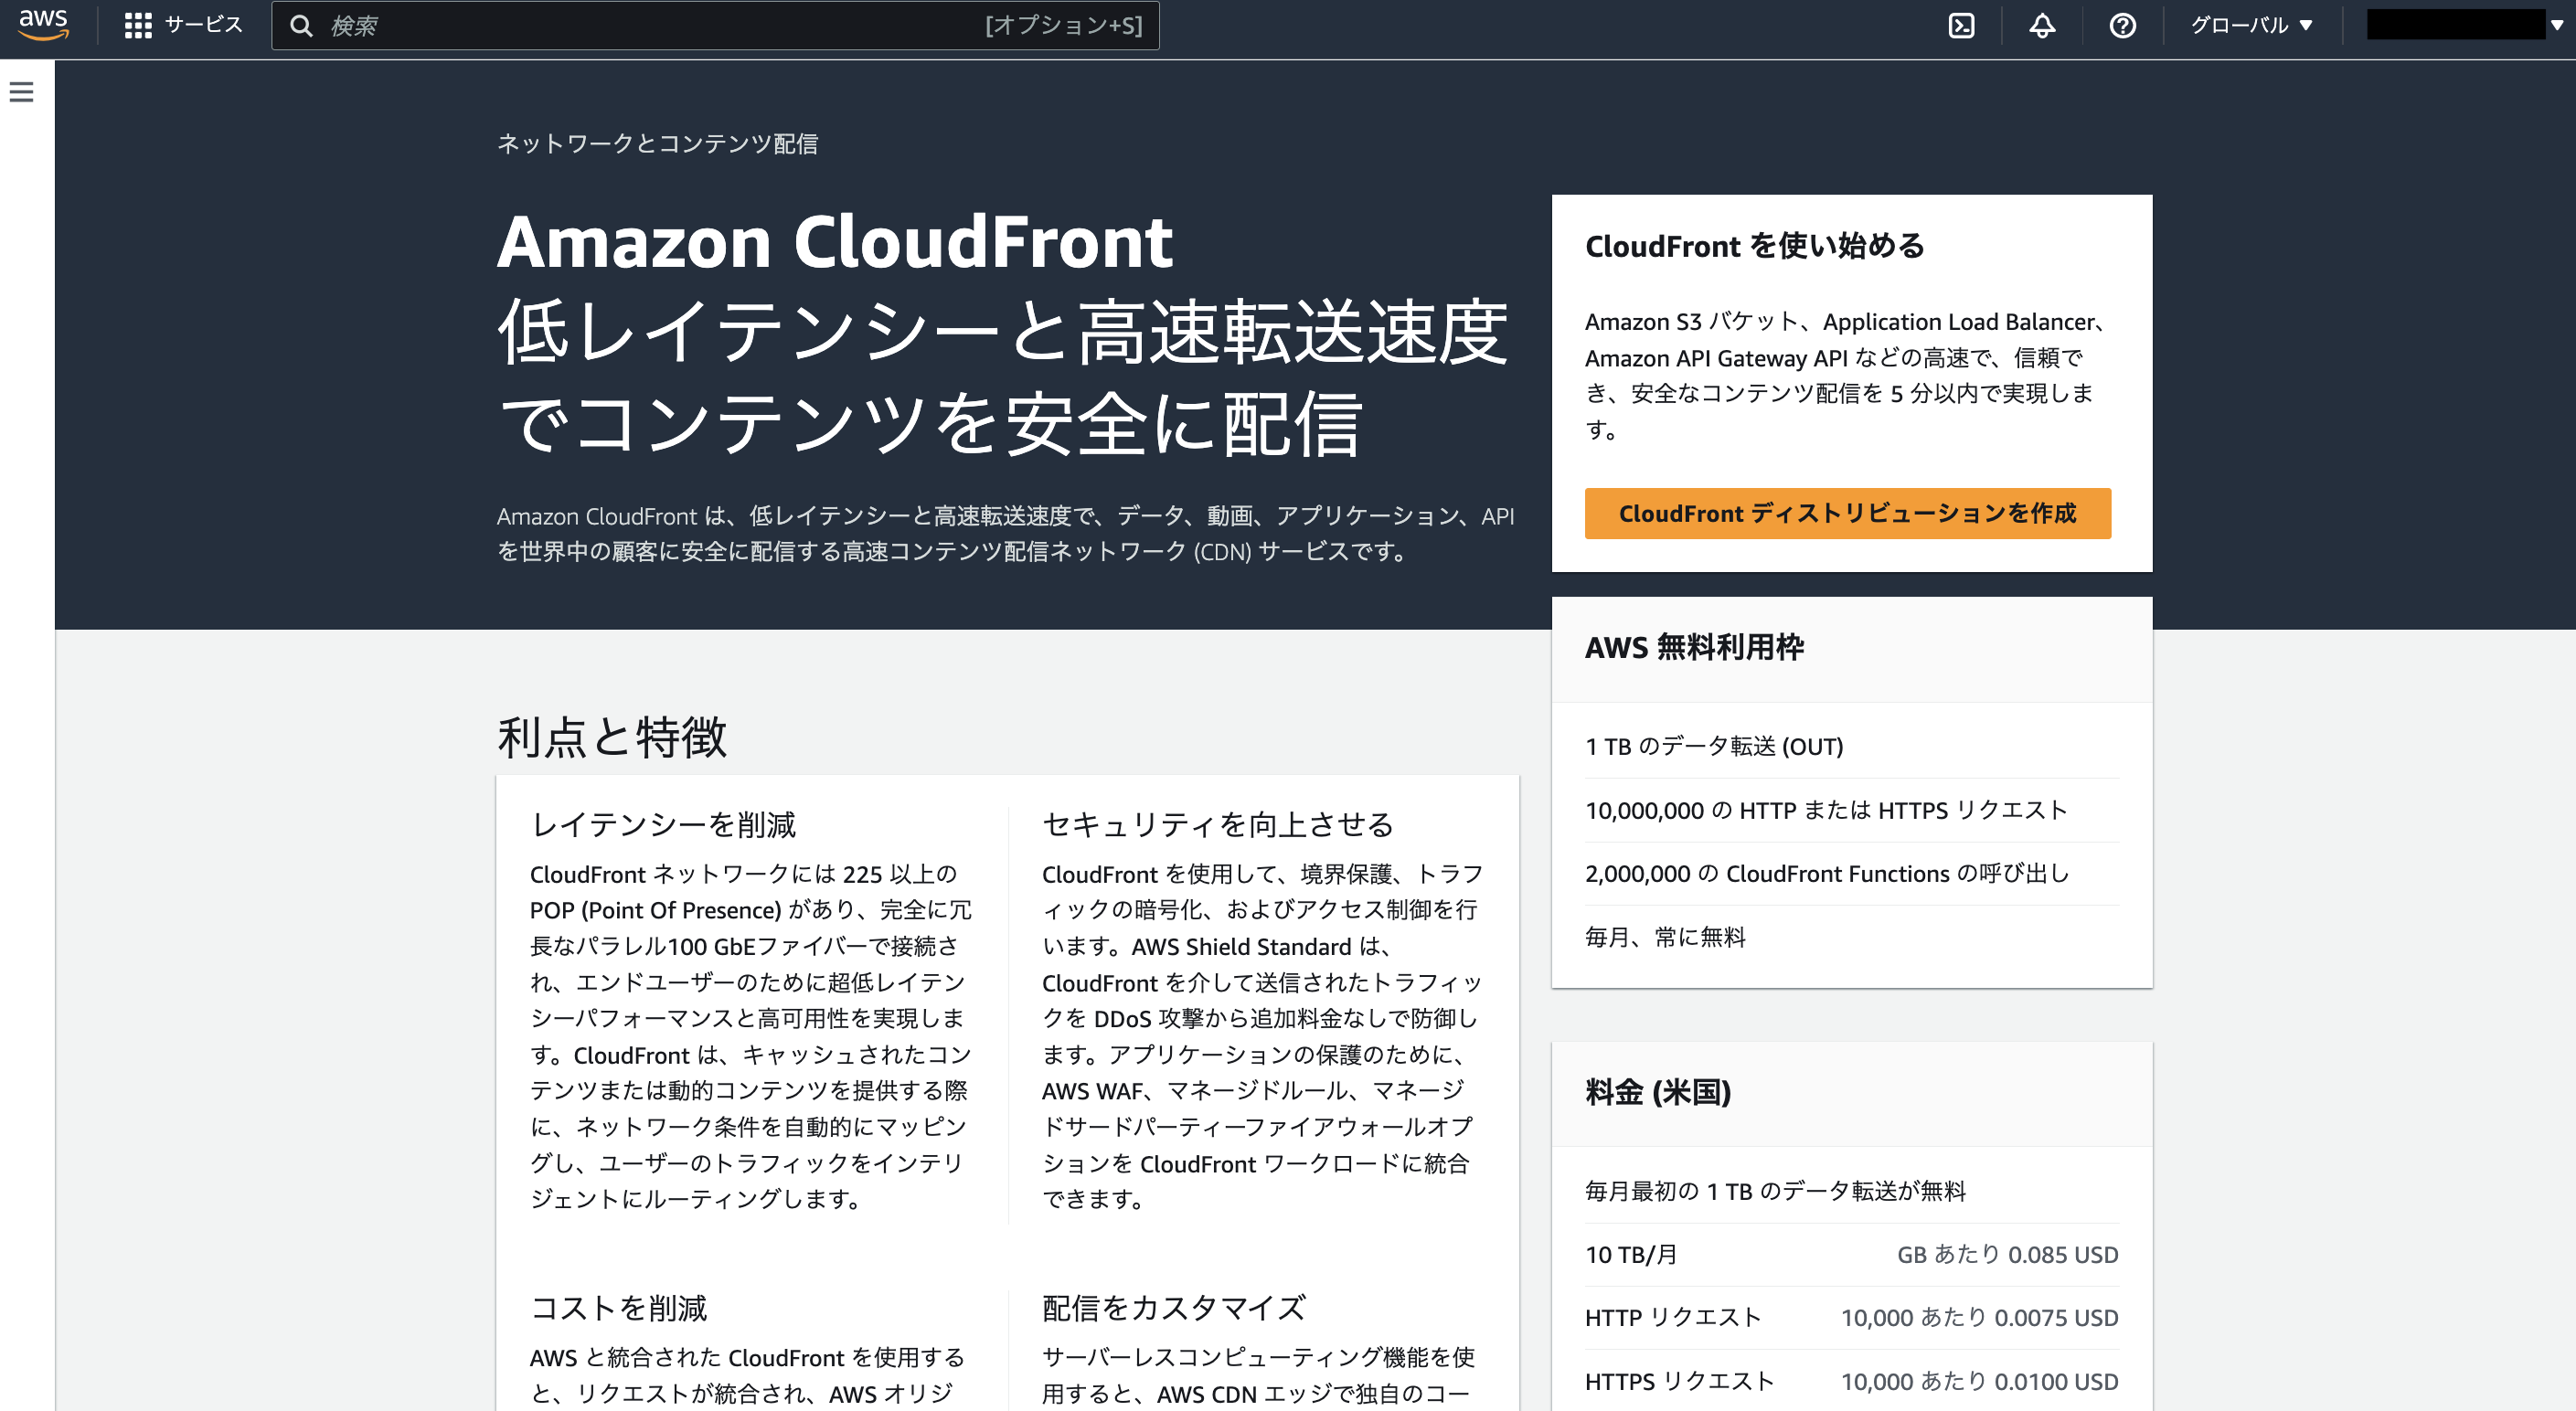 aws
サービス
検索
[オプション+S]
グローバル
ネットワークとコンテンツ配信
Amazon CloudFront
低レイテンシーと高速転送速度
でコンテンツを安全に配信
Amazon CloudFront は、低レイテンシーと高速転送速度で、データ、動画、アプリケーション、API
を世界中の顧客に安全に配信する高速コンテンツ配信ネットワーク (CDN) サービスです。
CloudFront を使い始める
Amazon S3 バケット、Application Load Balancer、
Amazon API Gateway API などの高速で、信頼で
き、安全なコンテンツ配信を 5 分以内で実現しま
す。
CloudFront ディストリビューションを作成
AWS 無料利用枠
1 TB のデータ転送 (OUT)
10,000,000 の HTTP または HTTPS リクエスト
2,000,000 の CloudFront Functions の呼び出し
毎月、常に無料
利点と特徴
レイテンシーを削減
CloudFront ネットワークには 225 以上の
POP (Point Of Presence) があり、完全に冗
長なパラレル100 GbEファイバーで接続さ
れ、エンドユーザーのために超低レイテン
シーパフォーマンスと高可用性を実現しま
す。CloudFront は、キャッシュされたコン
テンツまたは動的コンテンツを提供する際
に、ネットワーク条件を自動的にマッピン
グし、ユーザーのトラフィックをインテリ
ジェントにルーティングします。
セキュリティを向上させる
CloudFront を使用して、境界保護、トラフ
ィックの暗号化、およびアクセス制御を行
います。AWS Shield Standard は、
CloudFront を介して送信されたトラフィッ
クを DDoS 攻撃から追加料金なしで防御し
ます。アプリケーションの保護のために、
AWS WAF、マネージドルール、マネージ
ドサードパーティーファイアウォールオプ
ションを CloudFront ワークロードに統合
できます。
コストを削減
AWS と統合された CloudFront を使用する
と、リクエストが統合され、AWS オリジ
配信をカスタマイズ
サーバーレスコンピューティング機能を使
用すると、AWS CDN エッジで独自のコー
料金 (米国)
毎月最初の 1 TB のデータ転送が無料
10 TB/月
GB あたり 0.085 USD
HTTP リクエスト
10,000 あたり 0.0075 USD
HTTPS リクエスト
10,000 あたり 0.0100 USD